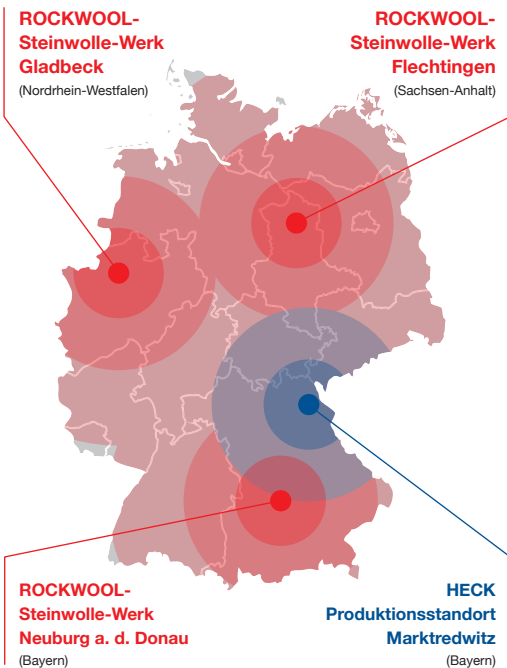 ROCKWOOL-
Steinwolle-Werk
Gladbeck
(Nordrhein-Westfalen)
ROCKWOOL-
Steinwolle-Werk
Flechtingen
(Sachsen-Anhalt)
ROCKWOOL-
Steinwolle-Werk
Neuburg a. d. Donau
(Bayern)
HECK
Produktionsstandort
Marktredwitz
(Bayern)